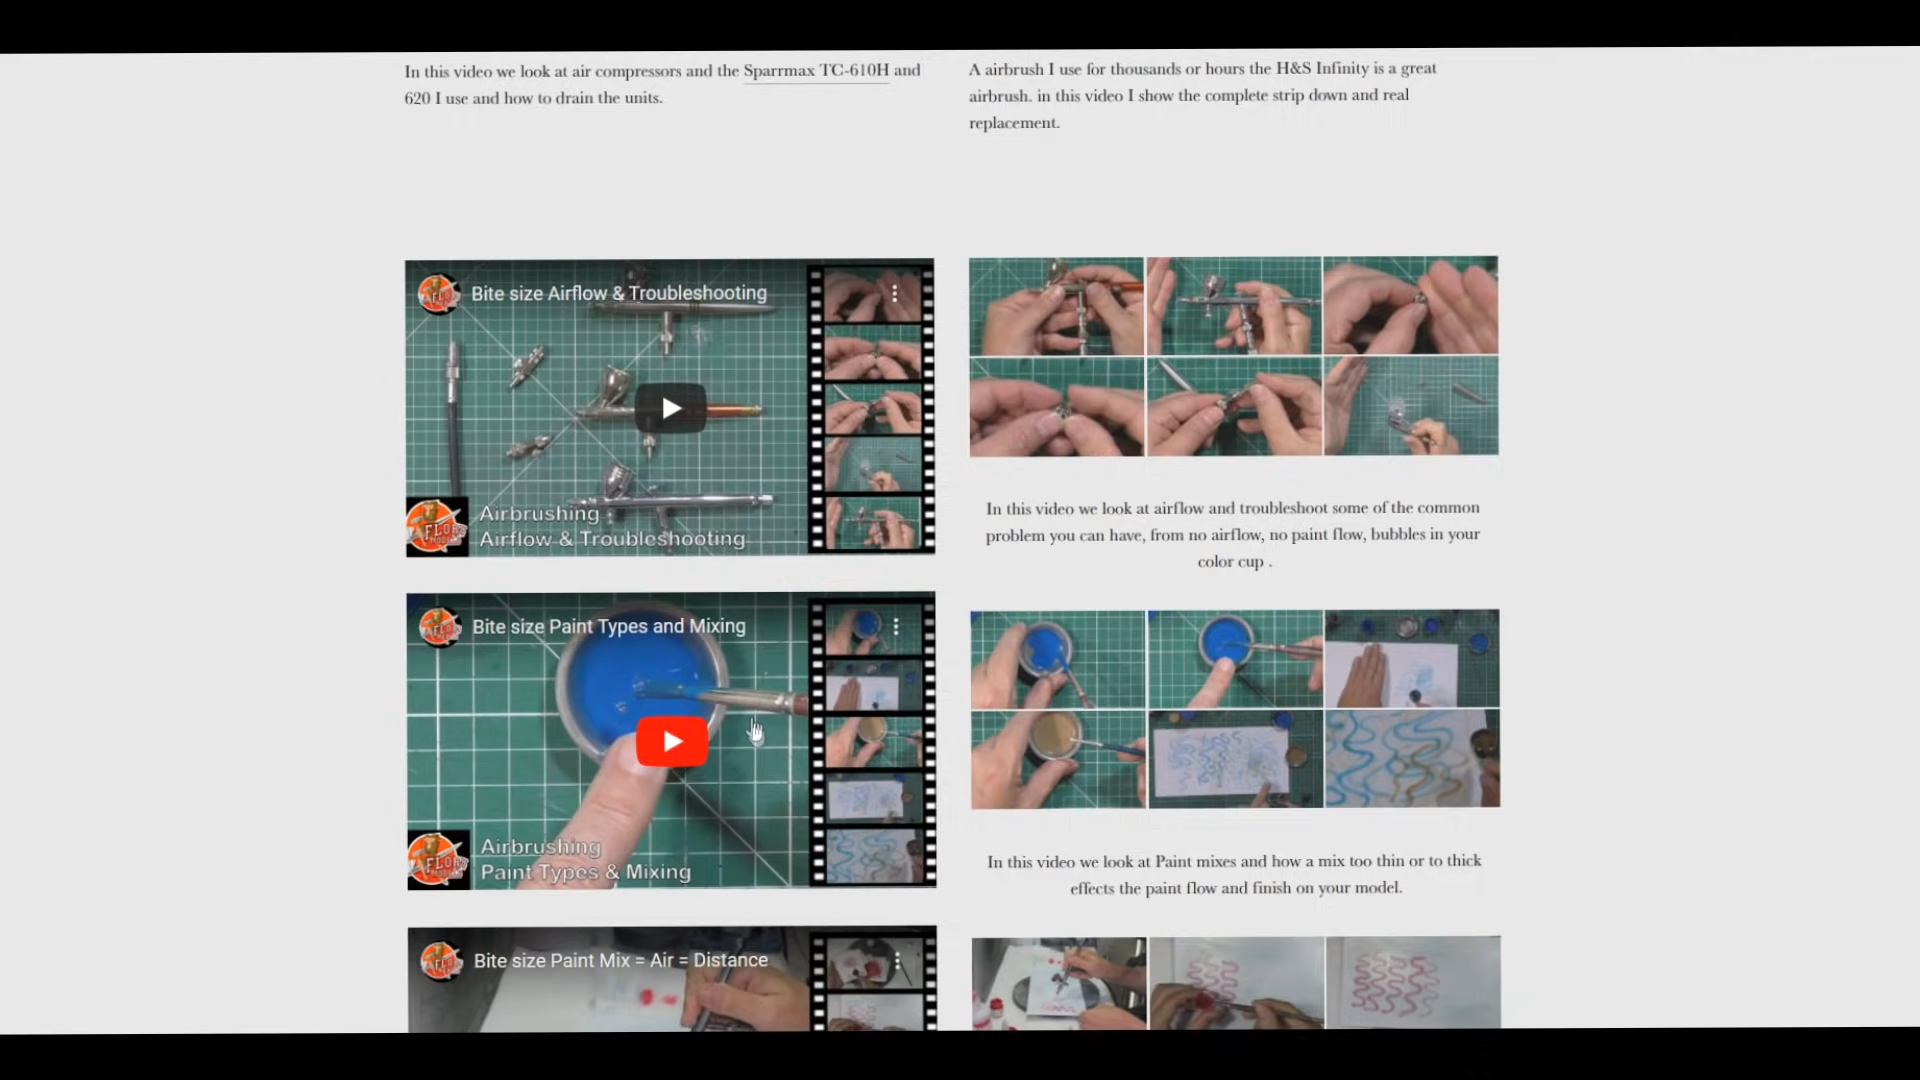 In this video we look at air compressors and the Sparrmax TC-610H and
620 I use and how to drain the units.
A airbrush I use for thousands or hours the H&S Infinity is a great
airbrush. in this video I show the complete strip down and real
replacement.
Bite size Airflow & Troubleshooting
Airbrushing
Airflow & Troubleshooting
In this video we look at airflow and troubleshoot some of the common
problem you can have, from no airflow, no paint flow, bubbles in your
color cup .
Bite size Paint Types and Mixing
Airbrushing
Paint Types & Mixing
In this video we look at Paint mixes and how a mix too thin or to thick
effects the paint flow and finish on your model.
Bite size Paint Mix = Air = Distance